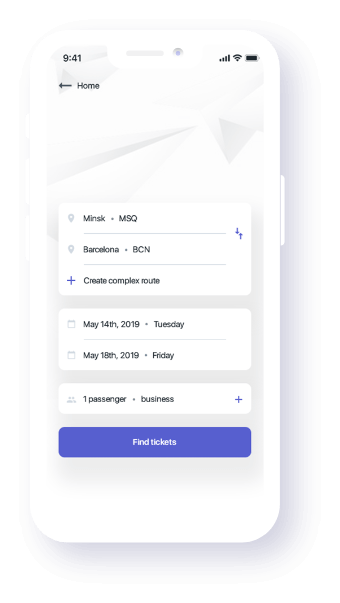 9:41
Home
Minsk • MSQ
Barcelona • BCN
Create complex route
May 14th, 2019 • Tuesday
May 18th, 2019 • Friday
1 passenger • business
Find tickets